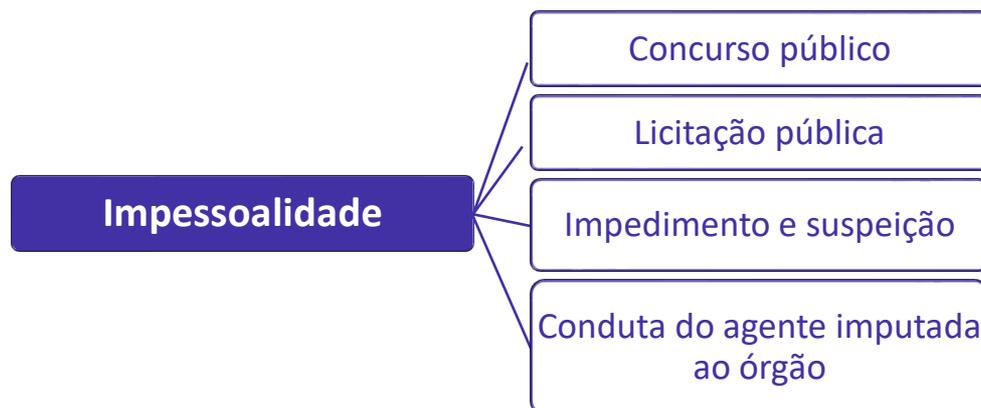 Concurso público
Licitação pública
Impessoalidade
Impedimento e suspeição
Conduta do agente imputada
ao órgão